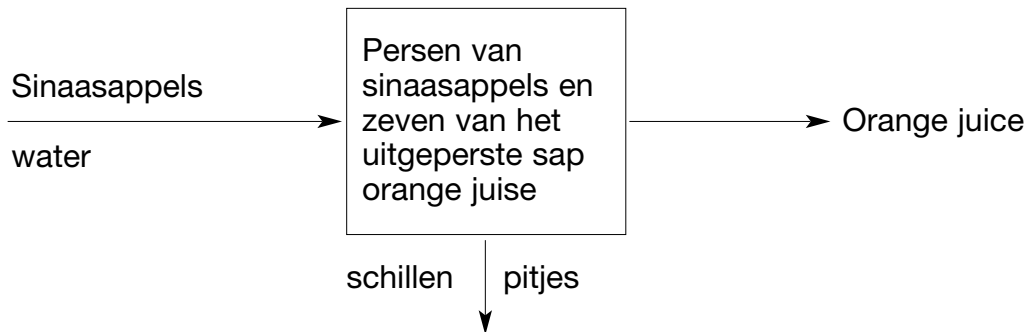 Sinaasappels
water
Persen van
sinaasappels en
zeven van het
uitgeperste sap
orange juise
Orange juice
schillen pitjes